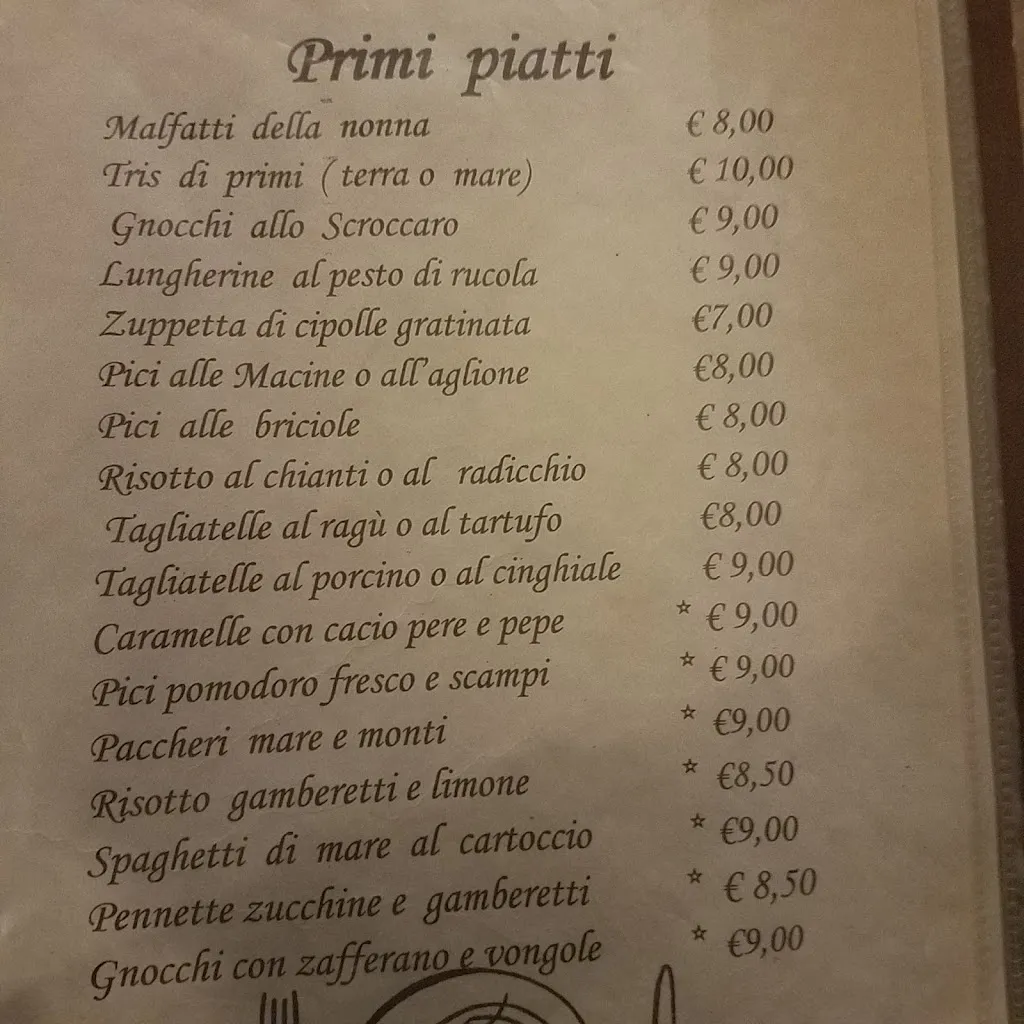 Primi piatti
Malfatti della nonna € 8,00
Tris di primi (terra o mare) € 10,00
Gnocchi allo Scroccaro € 9,00
Lungherine al pesto di rucola € 9,00
Zuppetta di cipolle gratinata €7,00
Pici alle Macine o all'aglione €8,00
Pici alle briciole € 8,00
Risotto al chianti o al radicchio € 8,00
Tagliatelle al ragù o al tartufo €8,00
Tagliatelle al porcino o al cinghiale € 9,00
Caramelle con cacio pere e pepe ☆ € 9,00
Pici pomodoro fresco e scampi ☆ € 9,00
Paccheri mare e monti ☆ €9,00
Risotto gamberetti e limone ☆ €8,50
Spaghetti di mare al cartoccio ☆ €9,00
Pennette zucchine e gamberetti ☆ € 8,50
Gnocchi con zafferano e vongole ☆ €9,00